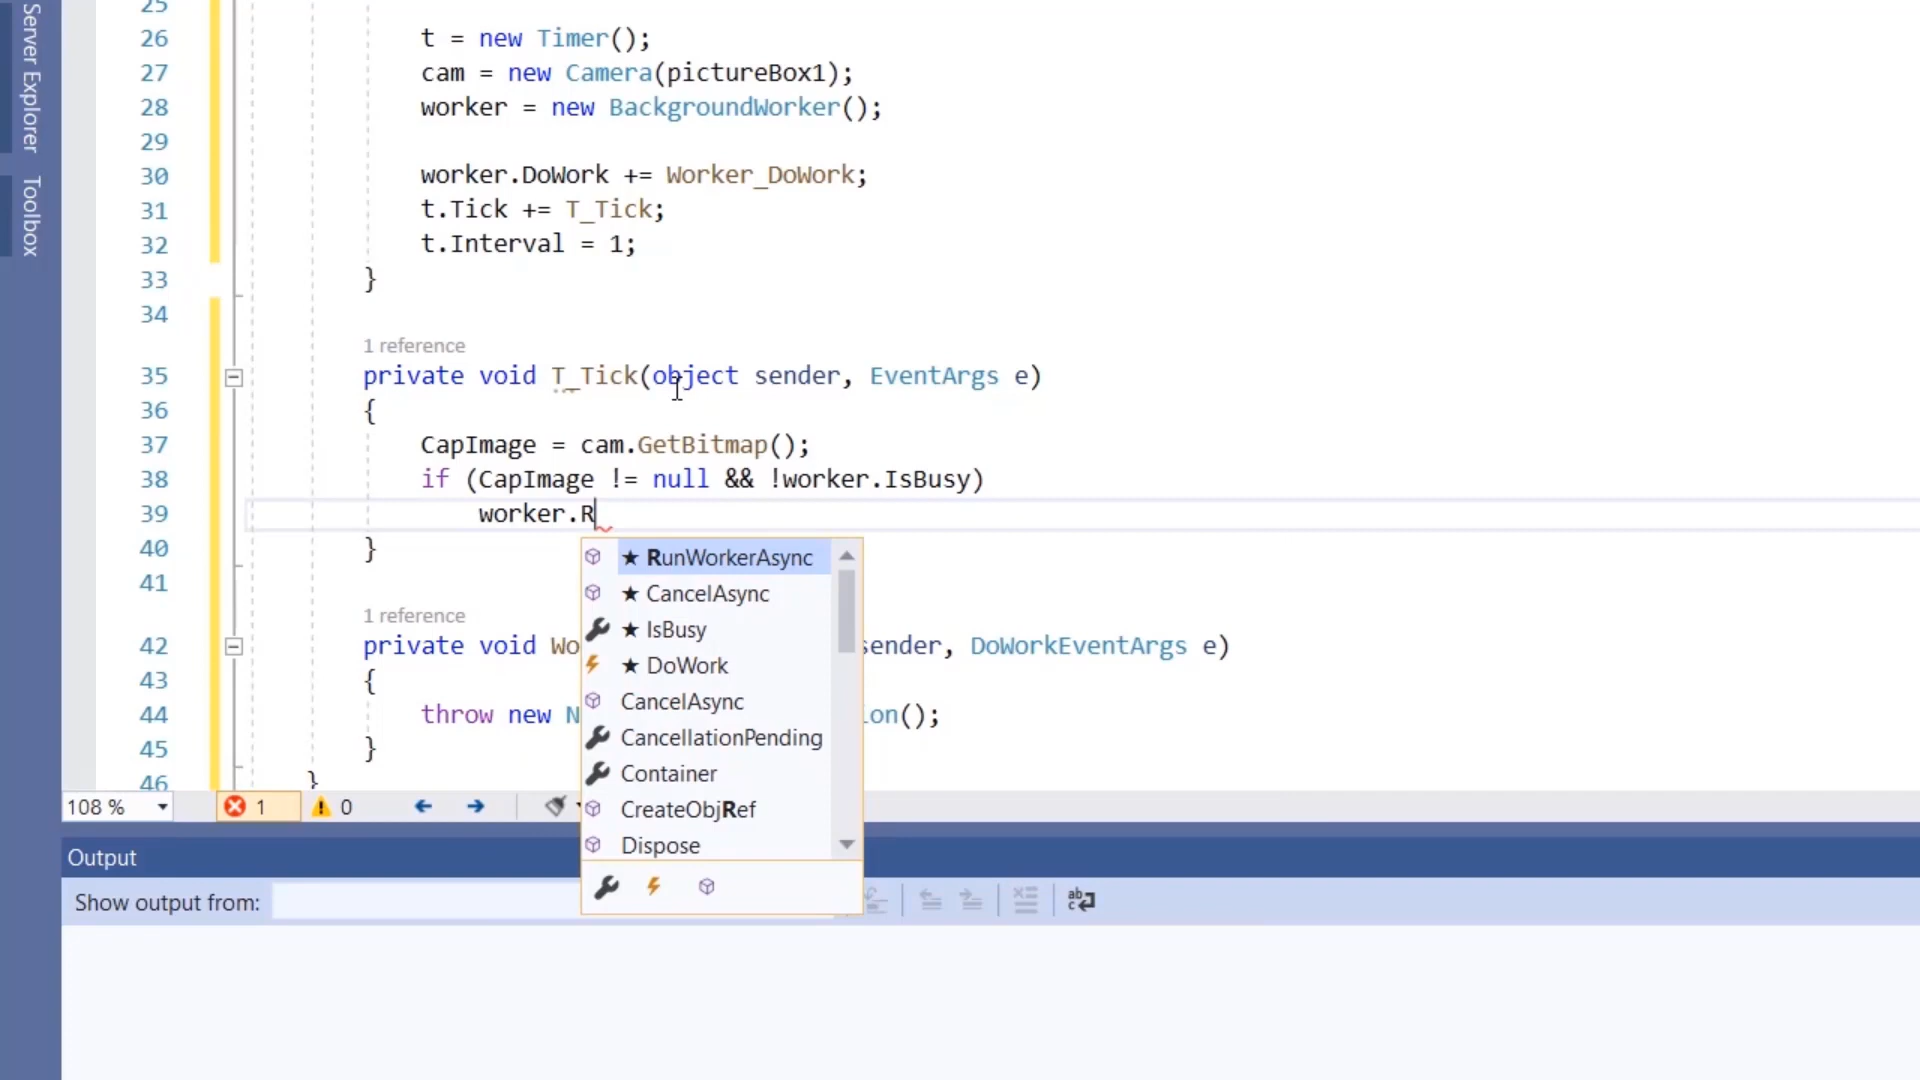 Server Explorer
Toolbox
25
26 t = new Timer();
27 cam = new Camera(pictureBox1);
28 worker = new BackgroundWorker();
29
30 worker.DoWork += Worker_DoWork;
31 t.Tick += T_Tick;
32 t.Interval = 1;
33 }
34
1 reference
35 private void T_Tick(object sender, EventArgs e)
36 {
37 CapImage = cam.GetBitmap();
38 if (CapImage != null && !worker.IsBusy)
39 worker.R
40 }
41
1 reference
42 private void Wo sender, DoWorkEventArgs e)
43 {
44 throw new N ion();
45 }
46 }
★ RunWorkerAsync
★ CancelAsync
★ IsBusy
★ DoWork
CancelAsync
CancellationPending
Container
CreateObjRef
Dispose
108 % 1 0
Output
Show output from: